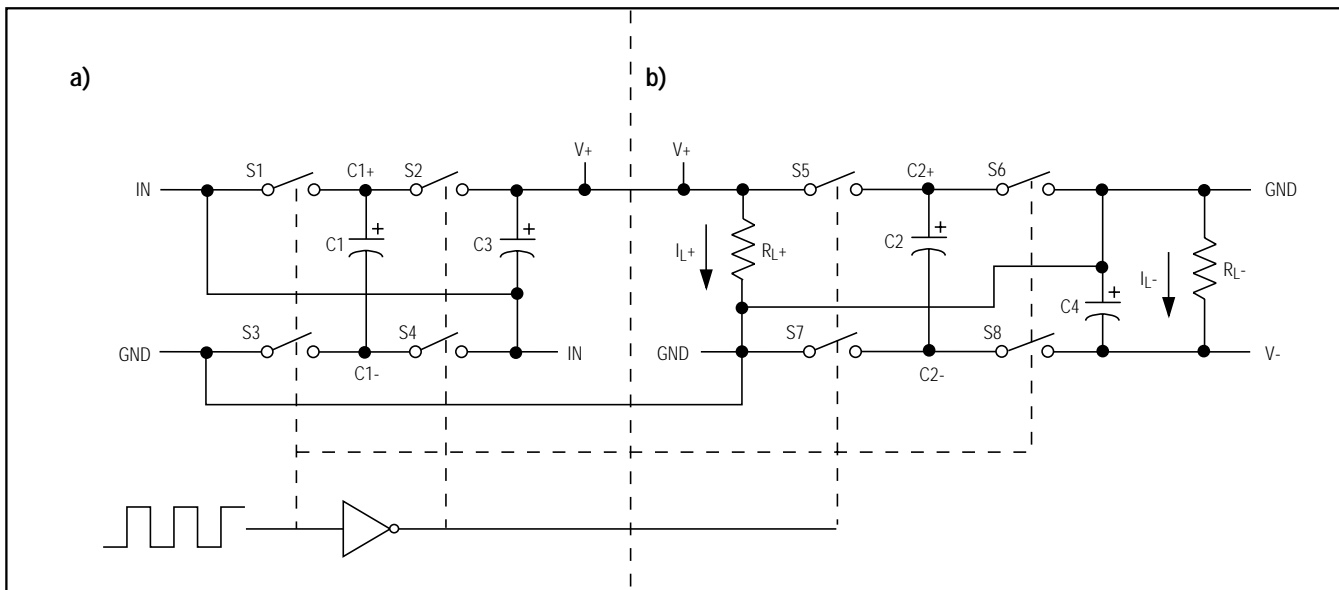 a)
b)
V+
V+
S1
C1+
S2
S5
C2+
S6
IN
GND
+
+
+
C1
C3
IL+
RL+
C2
+
IL-
RL-
S3
S4
S7
S8
C4
GND
IN
GND
V-
C1-
C2-